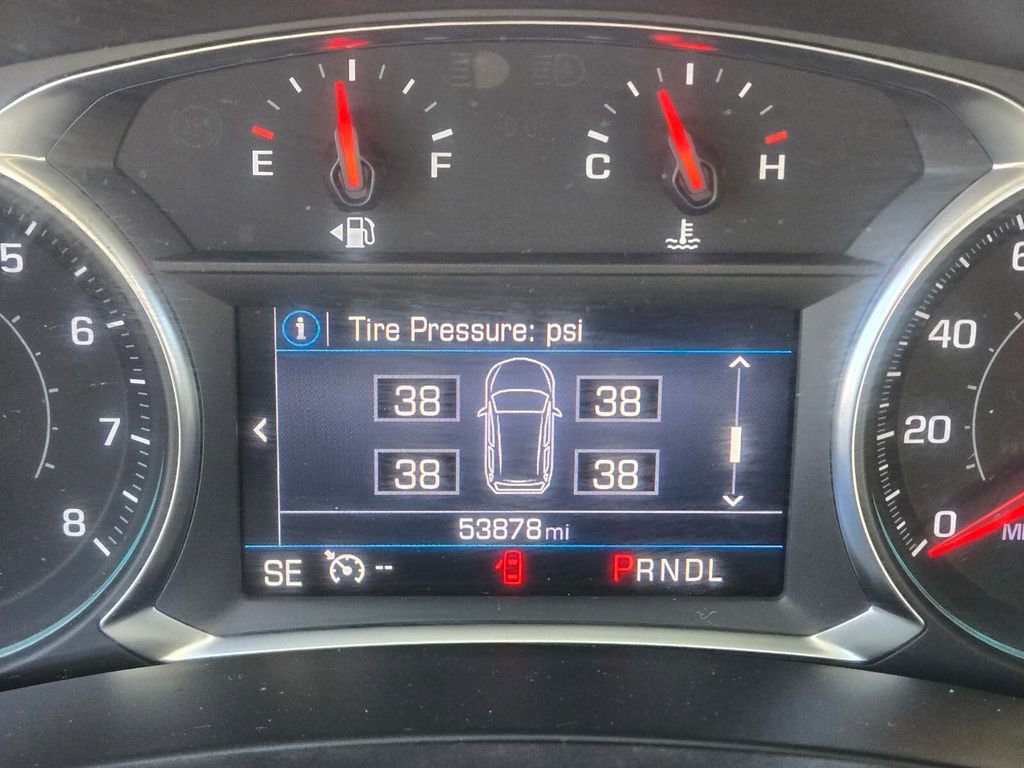 E F
C H
5
6
7
8
i Tire Pressure: psi
38 38
38 38
53878 mi
SE -- PRNDL
40
20
0